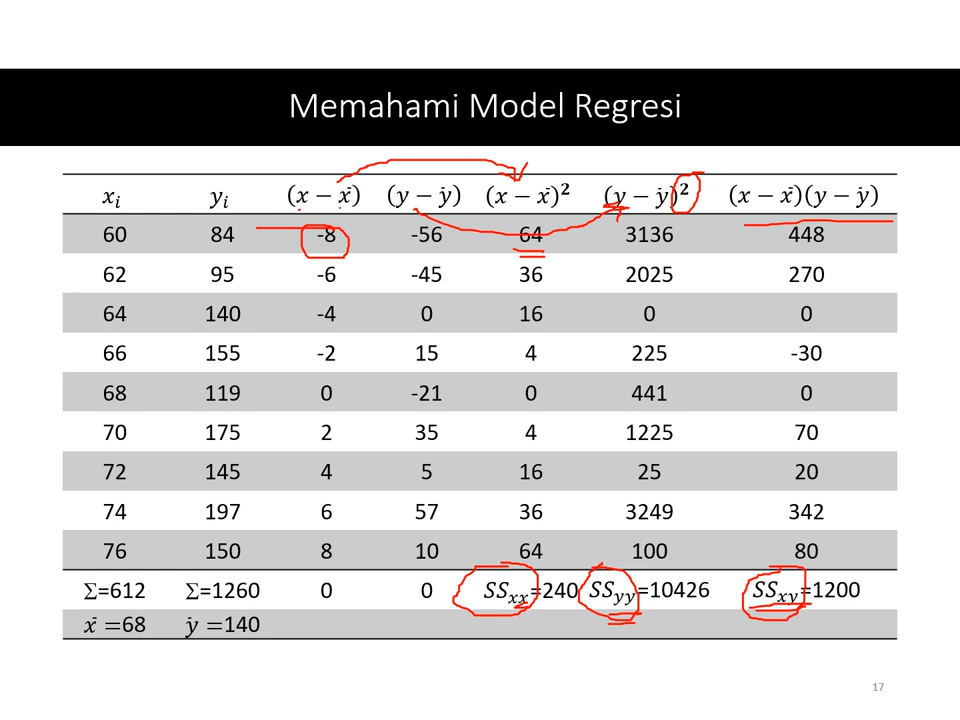 Memahami Model Regresi
xᵢ yᵢ (x − x̄) (y − ẏ) (x − x̄)² (y − ẏ)² (x − x̄)(y − ẏ)
60 84 -8 -56 64 3136 448
62 95 -6 -45 36 2025 270
64 140 -4 0 16 0 0
66 155 -2 15 4 225 -30
68 119 0 -21 0 441 0
70 175 2 35 4 1225 70
72 145 4 5 16 25 20
74 197 6 57 36 3249 342
76 150 8 10 64 100 80
Σ=612 Σ=1260 0 0 SSₓₓ=240 SSyy=10426 SSxy=1200
x̄ =68 ẏ =140
17